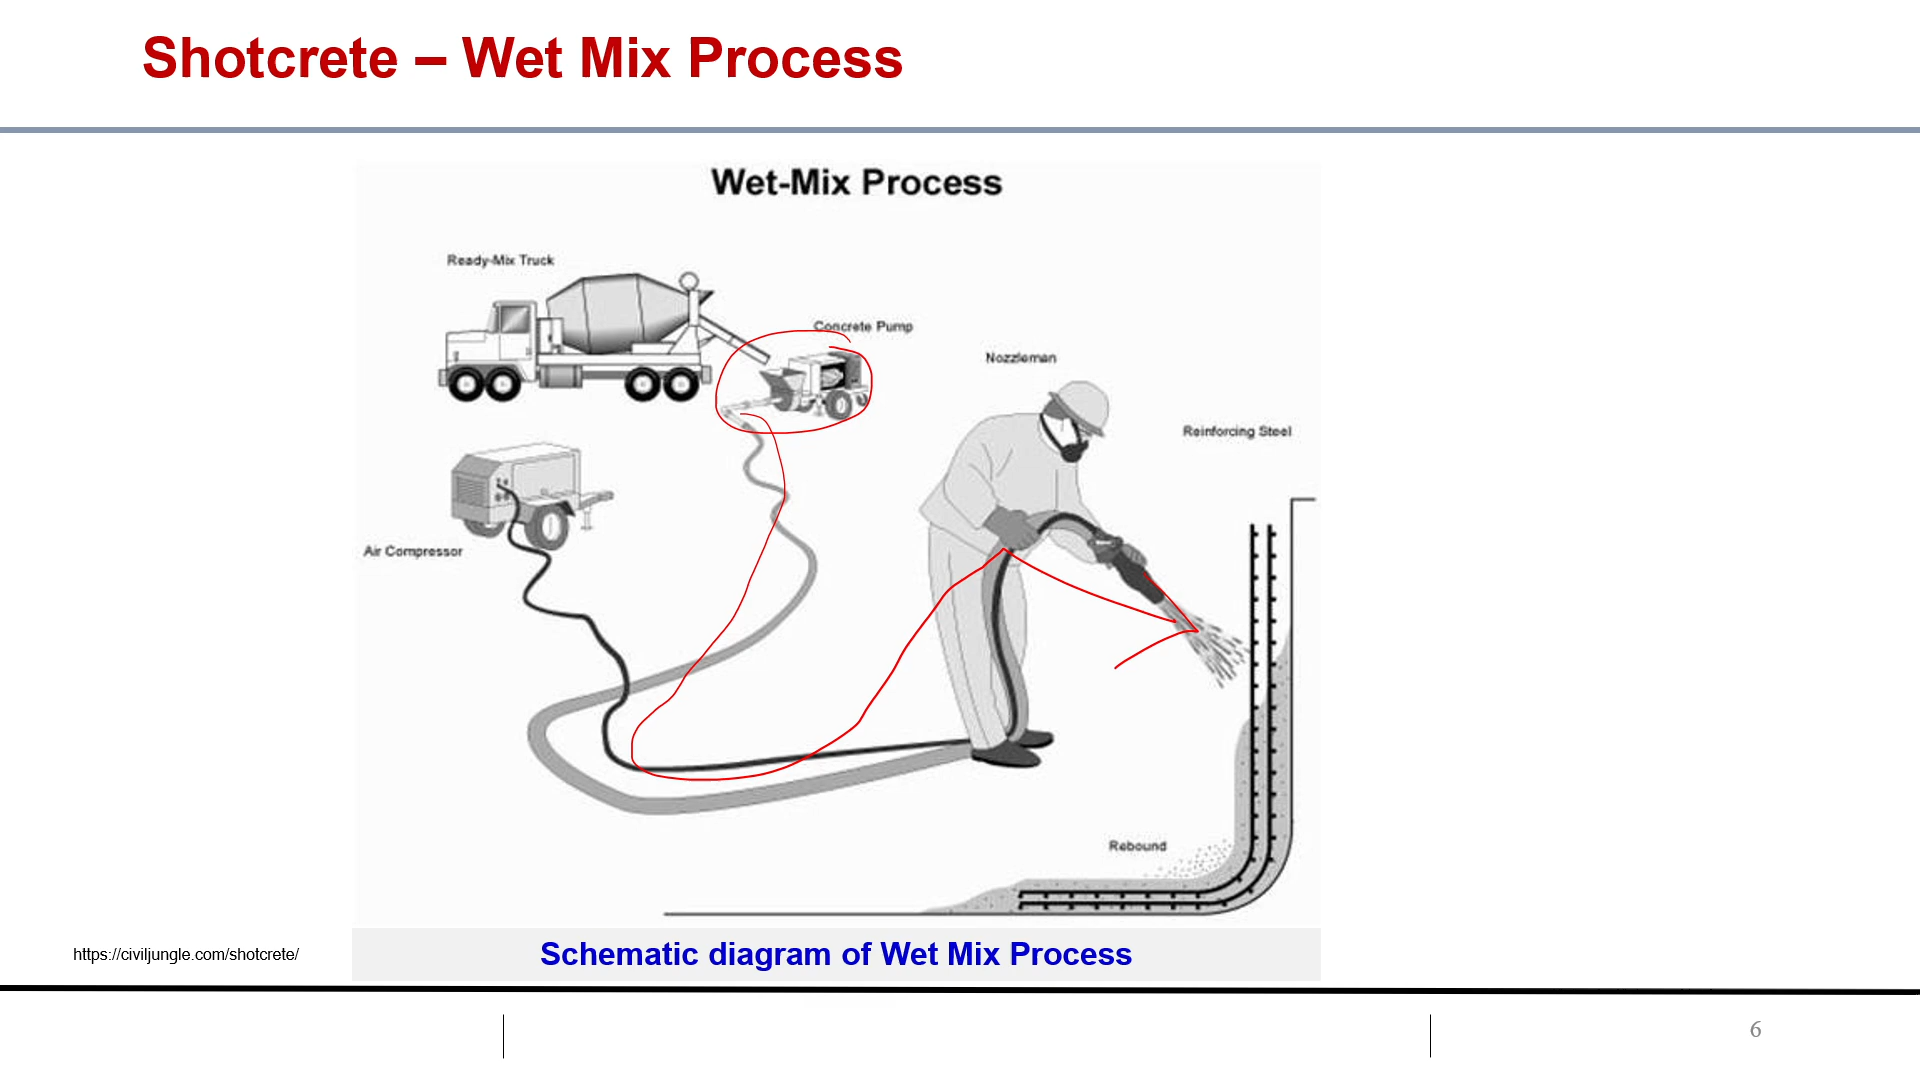 Shotcrete – Wet Mix Process
Wet-Mix Process
Ready-Mix Truck
Concrete Pump
Nozzleman
Reinforcing Steel
Air Compressor
Rebound
Schematic diagram of Wet Mix Process
https://civiljungle.com/shotcrete/
6